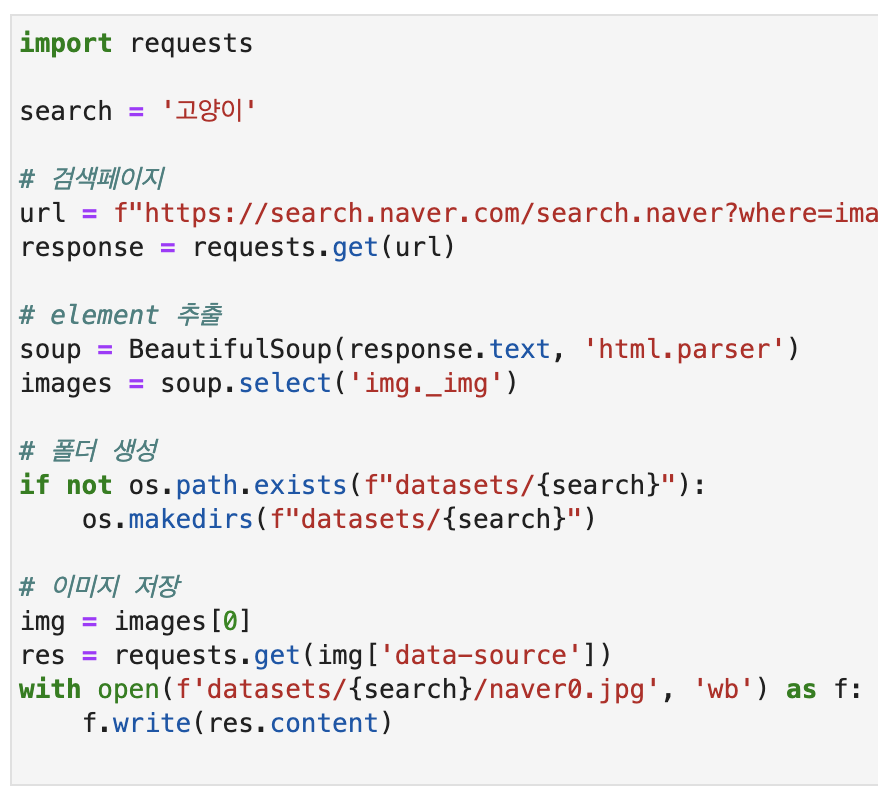 import requests
search = '고양이'
# 검색페이지
url = f"https://search.naver.com/search.naver?where=ima
response = requests.get(url)
# element 추출
soup = BeautifulSoup(response.text, 'html.parser')
images = soup.select('img._img')
# 폴더 생성
if not os.path.exists(f"datasets/{search}"):
    os.makedirs(f"datasets/{search}")
# 이미지 저장
img = images[0]
res = requests.get(img['data-source'])
with open(f'datasets/{search}/naver0.jpg', 'wb') as f:
    f.write(res.content)